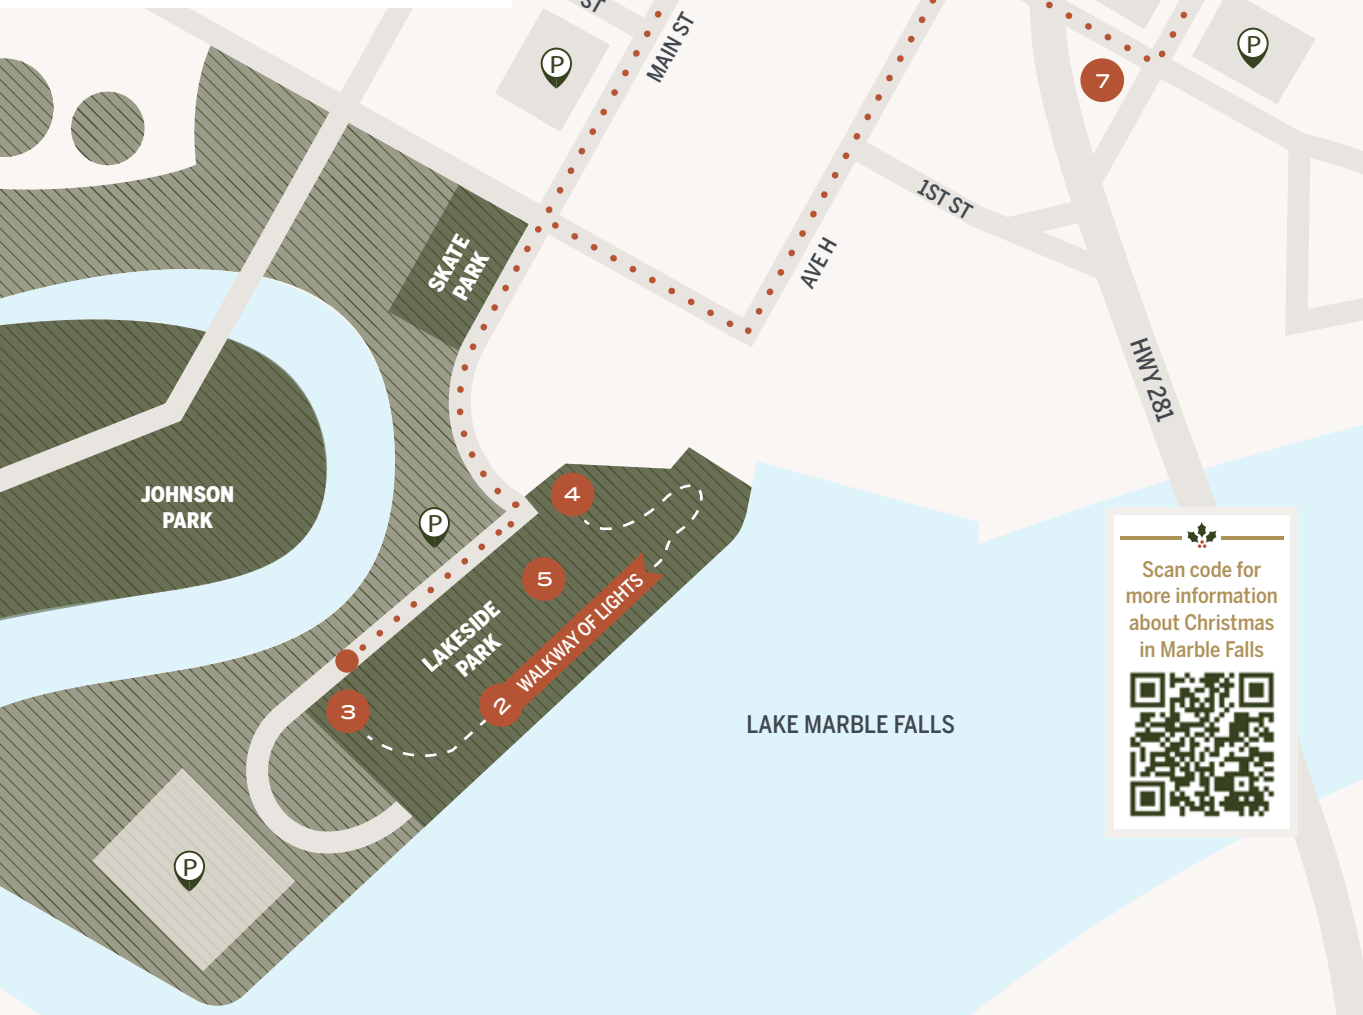 ST
MAIN ST
P
P
7
1ST ST
AVE H
SKATE
PARK
HWY 281
JOHNSON
PARK
P
4
5
WALKWAY OF LIGHTS
LAKESIDE
PARK
2
3
LAKE MARBLE FALLS
Scan code for
more information
about Christmas
in Marble Falls
P